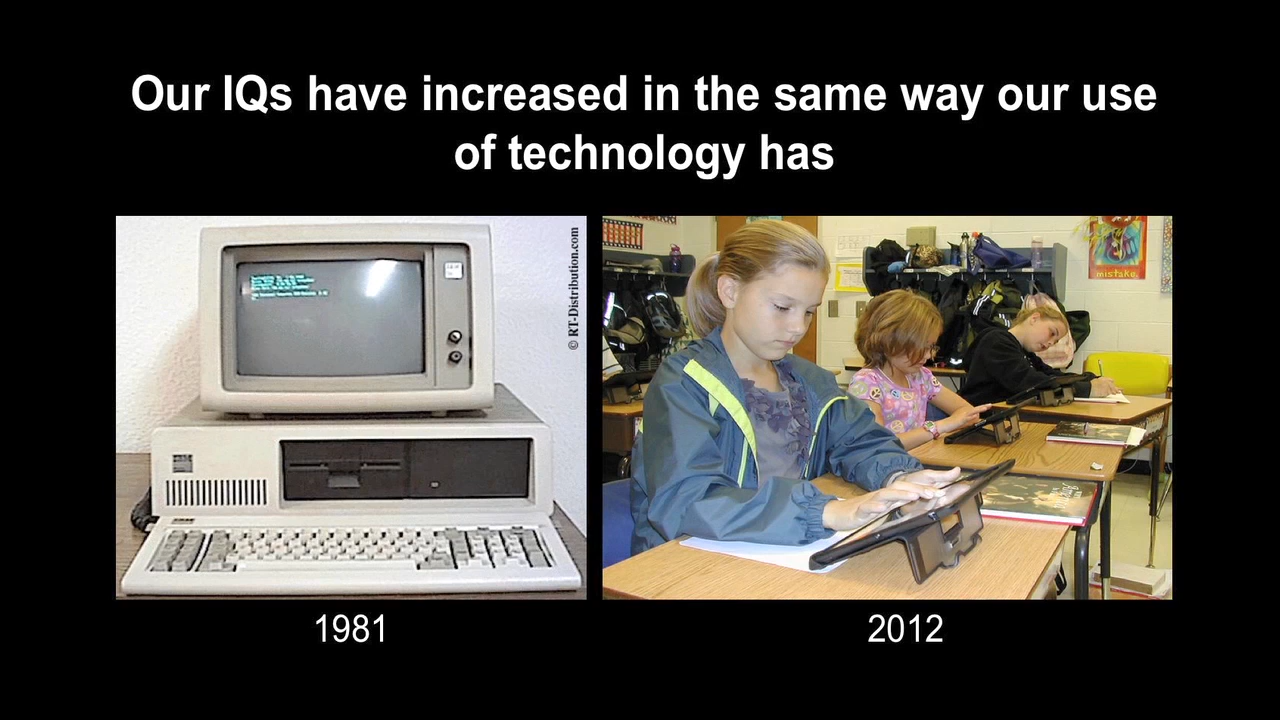 Our IQs have increased in the same way our use
of technology has
© RT-Distribution.com
mistake.
1981
2012